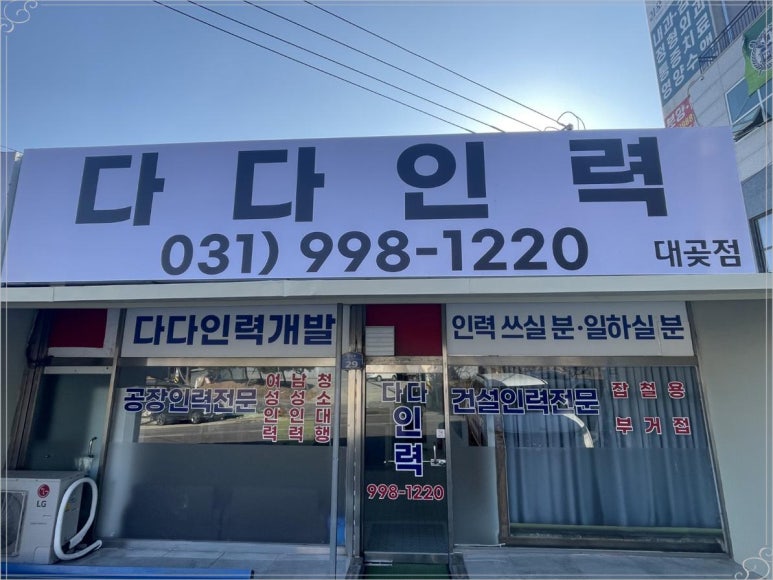 다다인력
031) 998-1220
대곶점
다다인력개발
인력 쓰실 분·일하실 분
29
공장인력전문
여성인력
남성인력
청소대행
다다
인력
998-1220
건설인력전문
잡철용
부거접
LG